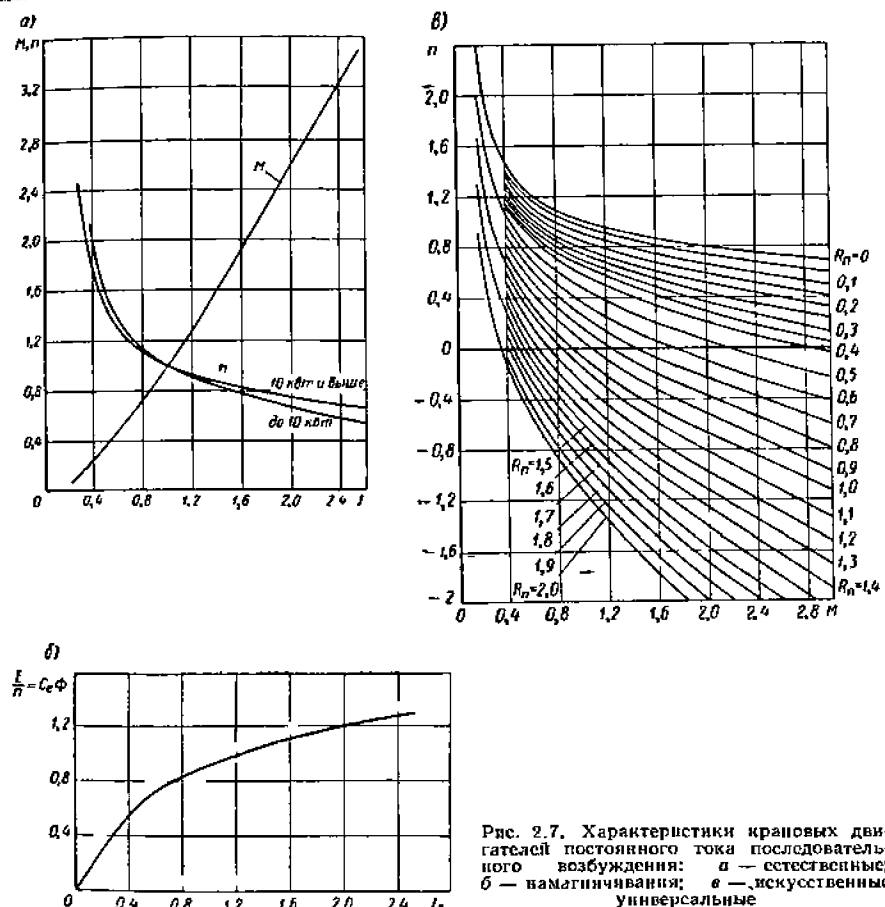 а)
М,n
3,2
2,8
2,4
2,0
1,6
1,2
0,8
0,4
0
0,4 0,8 1,2 1,6 2,0 2,4 I
М
n
10 квт и выше
до 10 квт
в)
n
2,0
1,6
1,2
0,8
0,4
0
-0,4
-0,8
-1,2
-1,6
-2
0 0,4 0,8 1,2 1,6 2,0 2,4 2,8 М
Rп=0
0,1
0,2
0,3
0,4
0,5
0,6
0,7
0,8
0,9
1,0
1,1
1,2
1,3
Rп=1,4
Rп=1,5
1,6
1,7
1,8
1,9
Rп=2,0
б)
E/n = CеФ
1,2
0,8
0,4
0 0,4 0,8 1,2 1,6 2,0 2,4
Рис. 2.7. Характеристики крановых дви-
гателей постоянного тока последователь-
ного возбуждения: а — естественные;
б — намагничивания; в — искусственные
универсальные